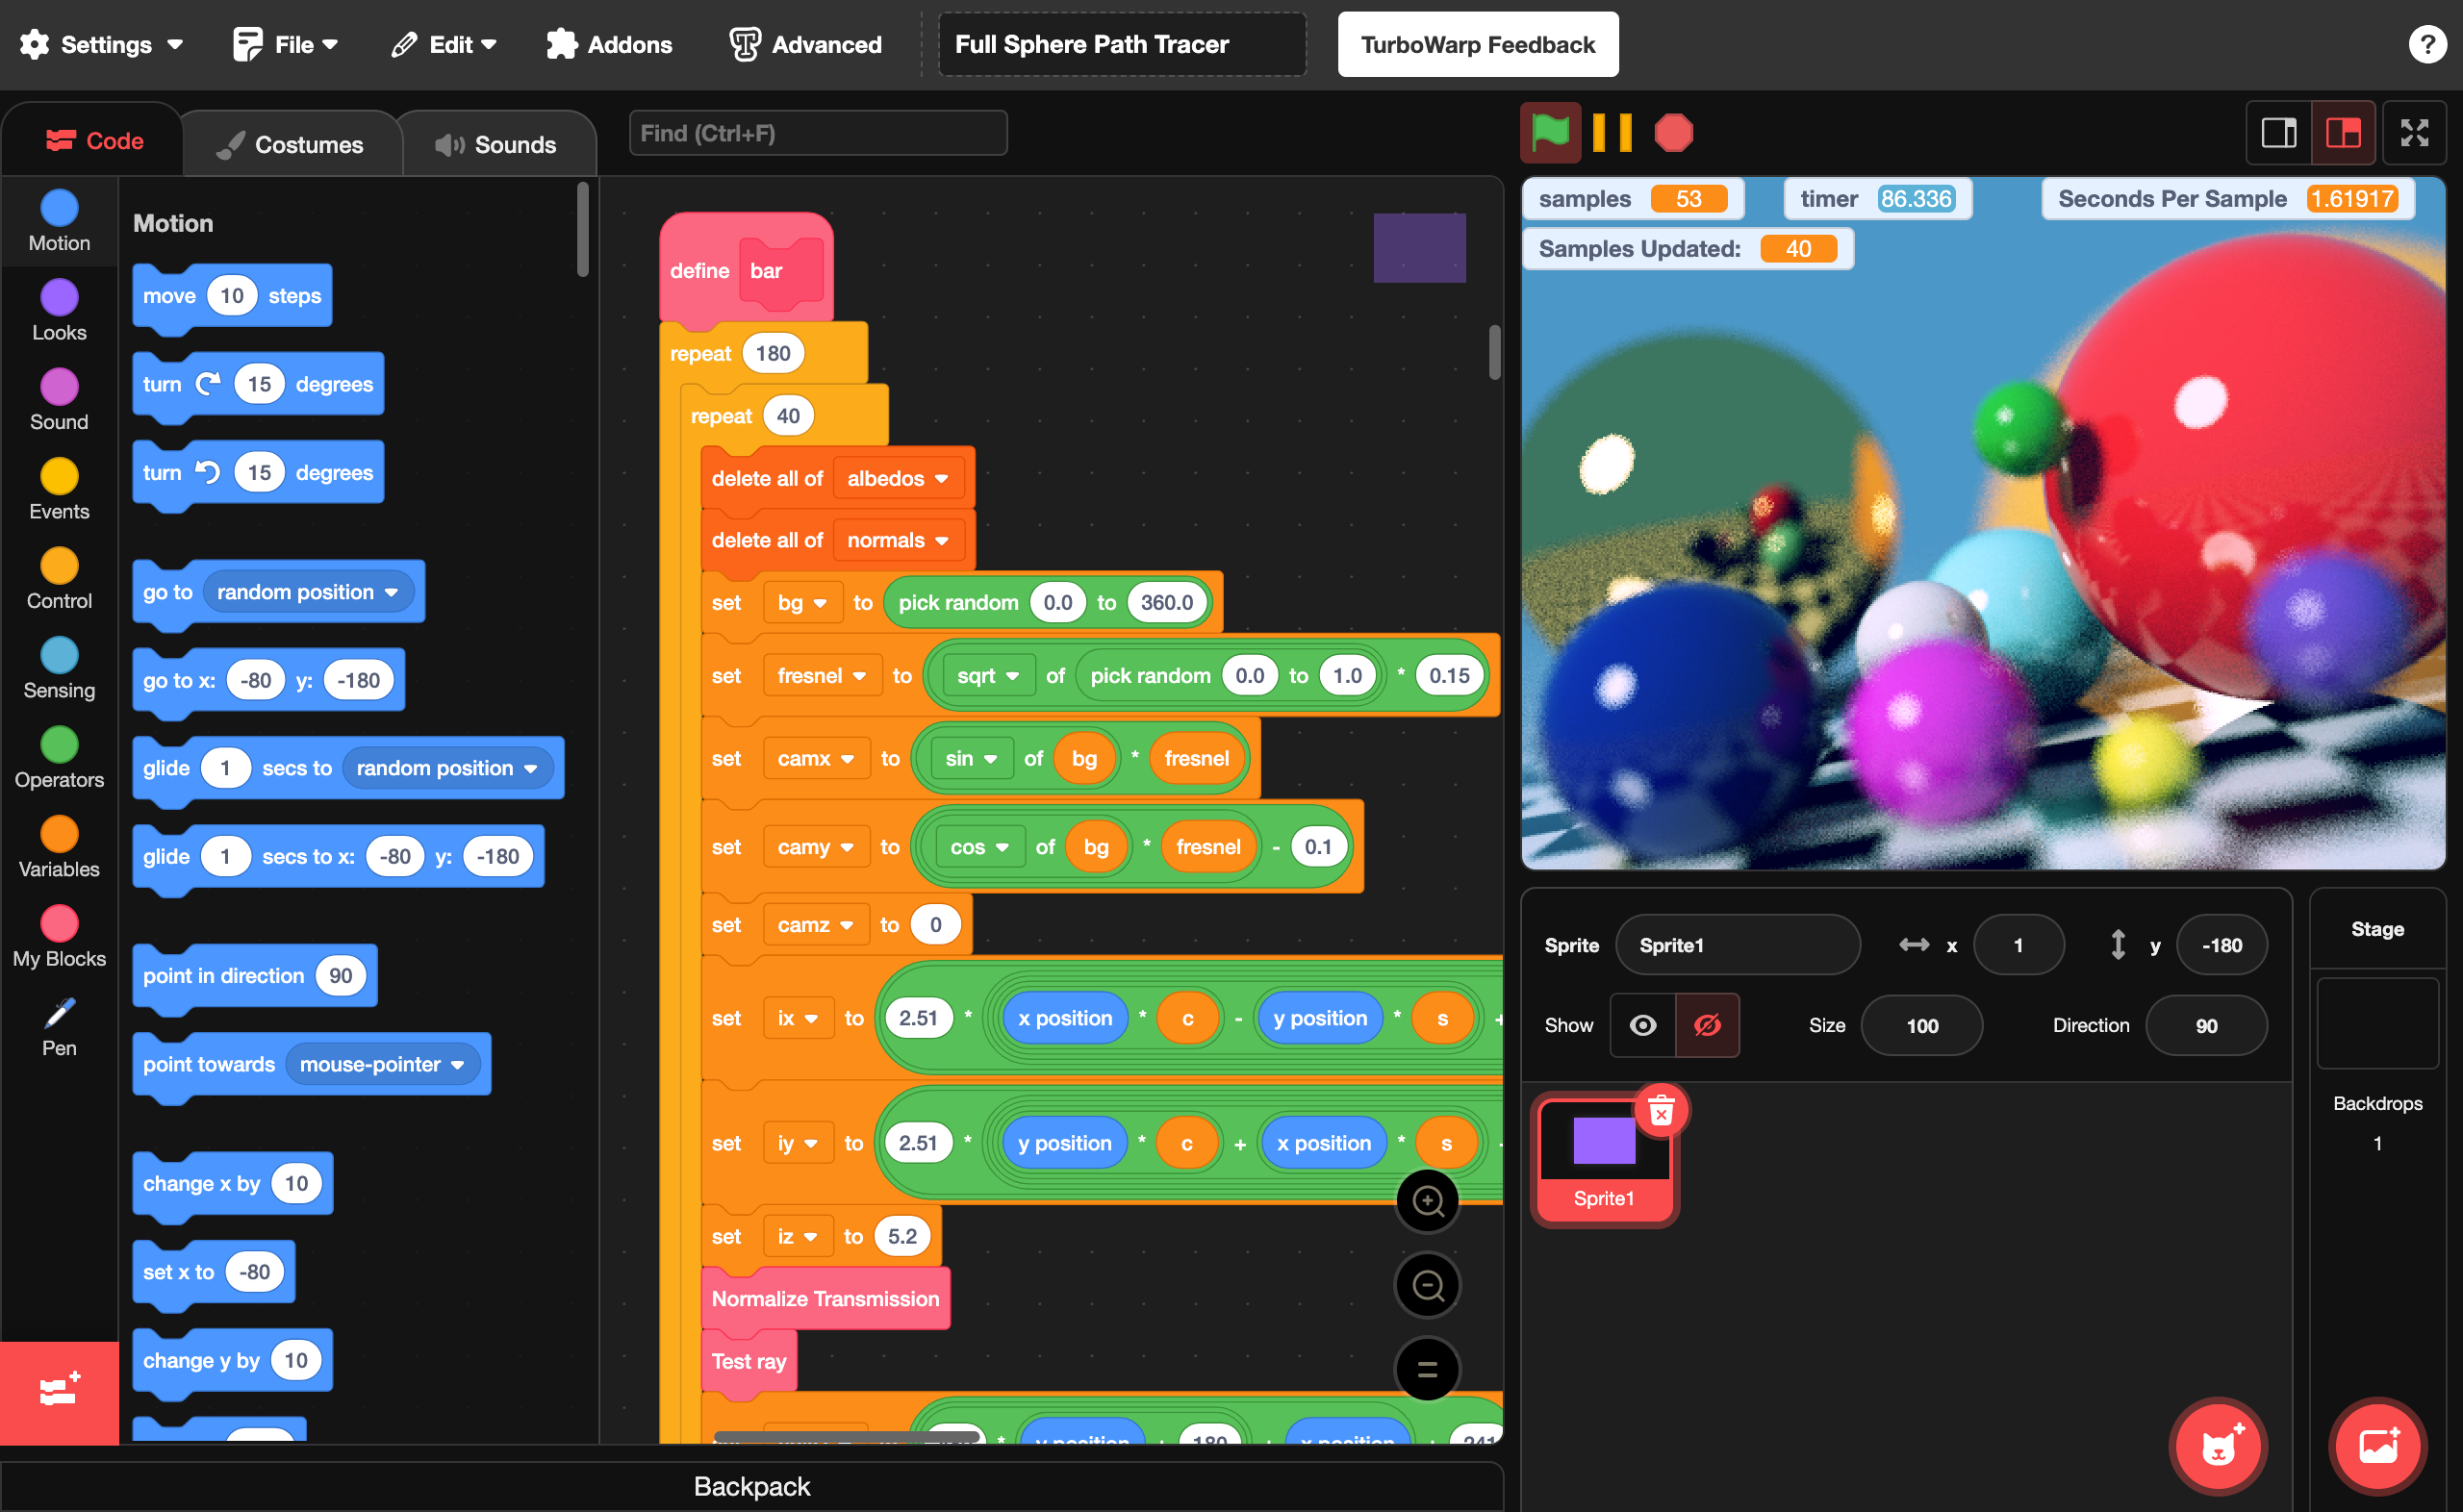 Settings File Edit Addons Advanced Full Sphere Path Tracer TurboWarp Feedback ?
Code Costumes Sounds Find (Ctrl+F)
Motion
Looks
Sound
Events
Control
Sensing
Operators
Variables
My Blocks
Pen
Motion
move 10 steps
turn 15 degrees
turn 15 degrees
go to random position
go to x: -80 y: -180
glide 1 secs to random position
glide 1 secs to x: -80 y: -180
point in direction 90
point towards mouse-pointer
change x by 10
set x to -80
change y by 10
define bar
repeat 180
repeat 40
delete all of albedos
delete all of normals
set bg to pick random 0.0 to 360.0
set fresnel to sqrt of pick random 0.0 to 1.0 * 0.15
set camx to sin of bg * fresnel
set camy to cos of bg * fresnel - 0.1
set camz to 0
set ix to 2.51 * x position * c - y position * s +
set iy to 2.51 * y position * c + x position * s
set iz to 5.2
Normalize Transmission
Test ray
* y position + 180 + x position + 241
Backpack
samples 53 timer 86.336 Seconds Per Sample 1.61917
Samples Updated: 40
Sprite Sprite1 x 1 y -180
Show Size 100 Direction 90
Sprite1
Stage
Backdrops
1